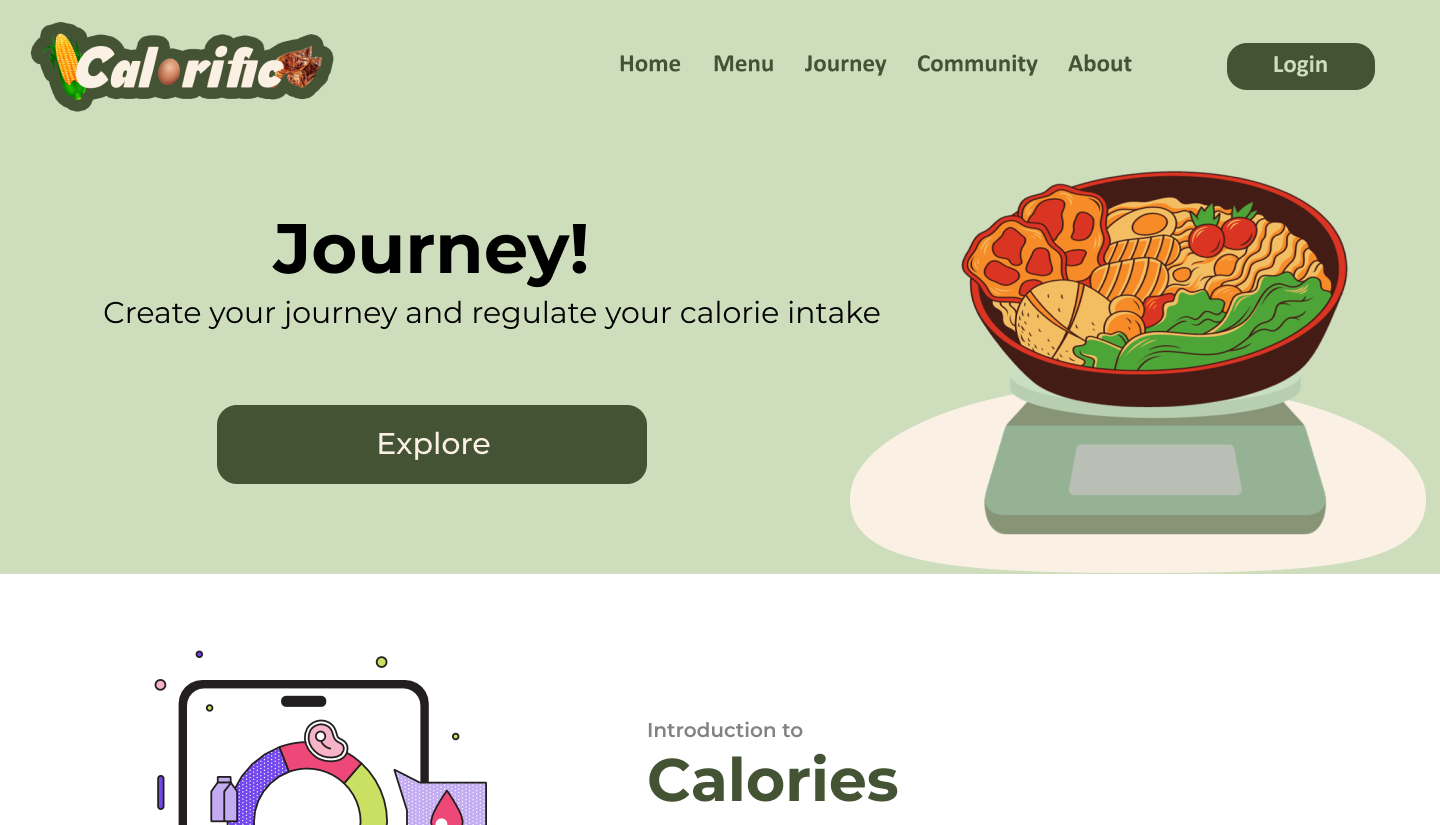 Calorific
Home Menu Journey Community About Login
Journey!
Create your journey and regulate your calorie intake
Explore
Introduction to
Calories